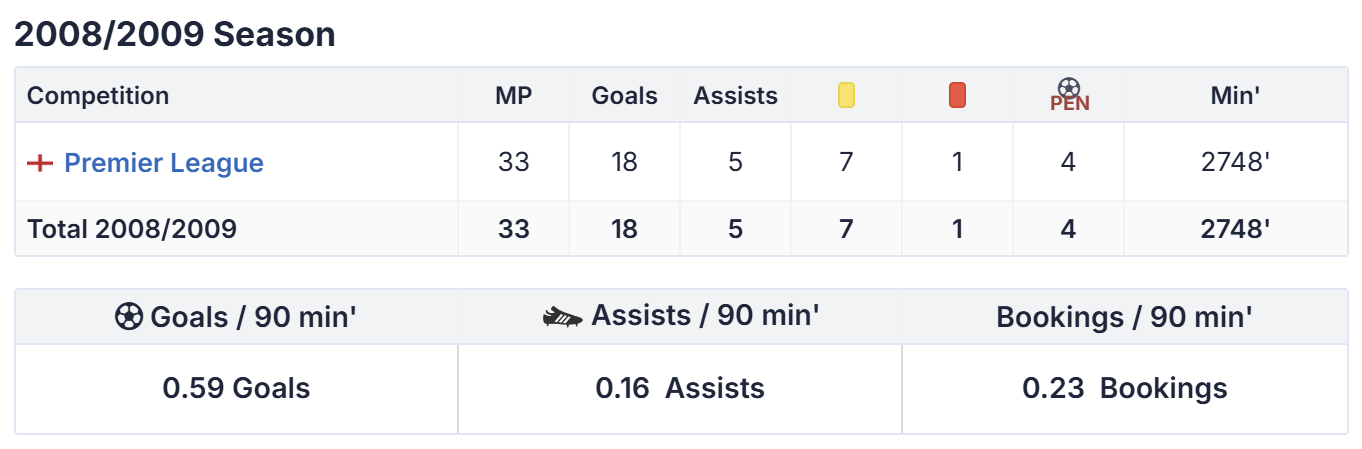 2008/2009 Season
Competition MP Goals Assists PEN Min'
Premier League 33 18 5 7 1 4 2748'
Total 2008/2009 33 18 5 7 1 4 2748'
Goals / 90 min' Assists / 90 min' Bookings / 90 min'
0.59 Goals 0.16 Assists 0.23 Bookings